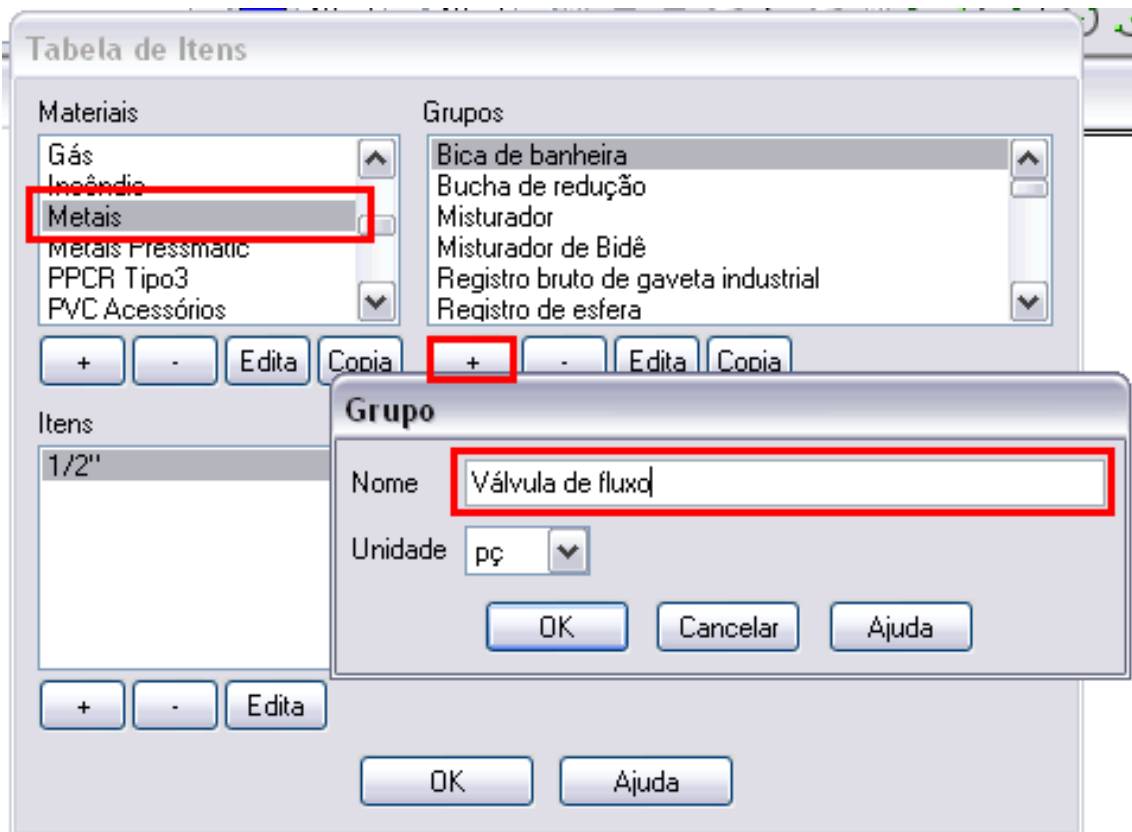 Tabela de Itens
Materiais
Grupos
Gás
Incêndio
Metais
Metais Pressmatic
PPCR Tipo3
PVC Acessórios
Bica de banheira
Bucha de redução
Misturador
Misturador de Bidê
Registro bruto de gaveta industrial
Registro de esfera
+ - Edita Copia
+ - Edita Copia
Itens
1/2"
Grupo
Nome Válvula de fluxo
Unidade pç
OK Cancelar Ajuda
+ - Edita
OK Ajuda